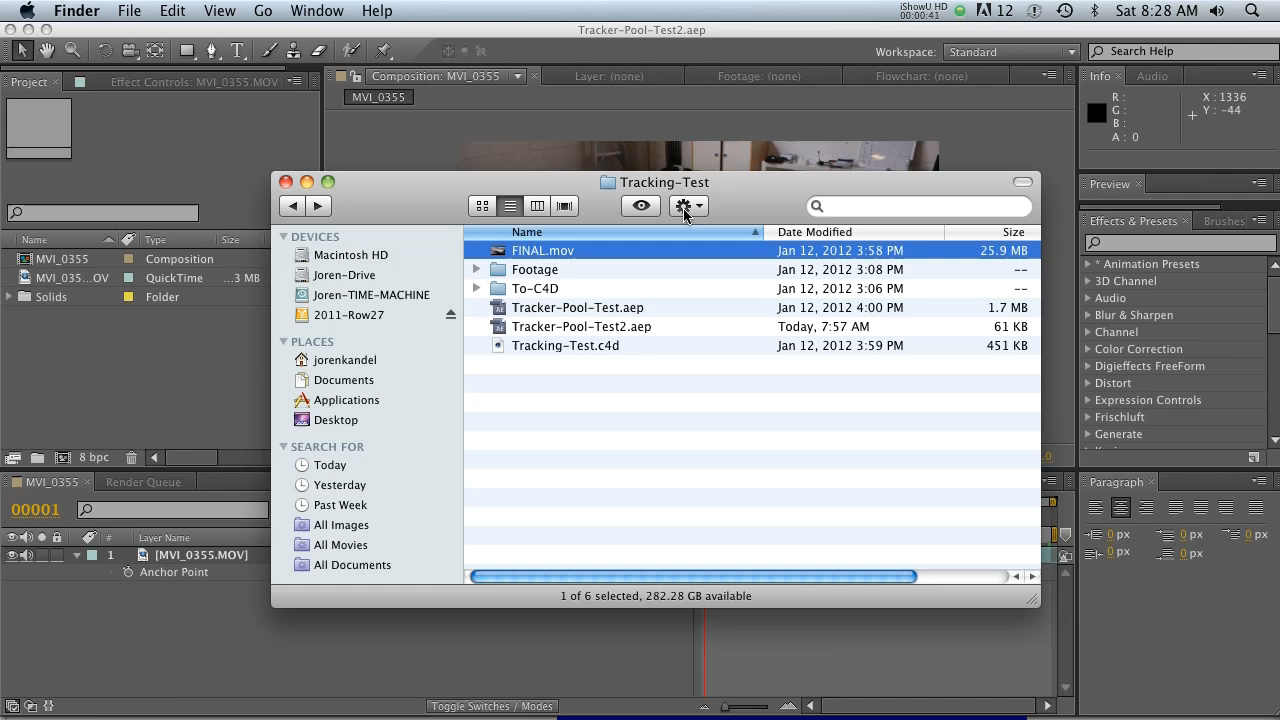 Finder File Edit View Go Window Help iShowU HD 00:00:41 12 Sat 8:28 AM
Tracker-Pool-Test2.aep
Workspace: Standard Search Help
Project Effect Controls: MVI_0355.MOV Composition: MVI_0355 Layer: (none) Footage: (none) Flowchart: (none) Info Audio
MVI_0355
R : X : 1336
G : Y : -44
B :
A : 0
Tracking-Test
Preview
Effects & Presets Brushes
Name Type Size
MVI_0355 Composition
MVI_035...OV QuickTime ...3 MB
Solids Folder
8 bpc
DEVICES
Macintosh HD
Joren-Drive
Joren-TIME-MACHINE
2011-Row27
PLACES
jorenkandel
Documents
Applications
Desktop
SEARCH FOR
Today
Yesterday
Past Week
All Images
All Movies
All Documents
Name Date Modified Size
FINAL.mov Jan 12, 2012 3:58 PM 25.9 MB
Footage Jan 12, 2012 3:08 PM --
To-C4D Jan 12, 2012 3:06 PM --
Tracker-Pool-Test.aep Jan 12, 2012 4:00 PM 1.7 MB
Tracker-Pool-Test2.aep Today, 7:57 AM 61 KB
Tracking-Test.c4d Jan 12, 2012 3:59 PM 451 KB
1 of 6 selected, 282.28 GB available
* Animation Presets
3D Channel
Audio
Blur & Sharpen
Channel
Color Correction
Digieffects FreeForm
Distort
Expression Controls
Frischluft
Generate
MVI_0355 Render Queue
00001
# Layer Name
1 [MVI_0355.MOV]
Anchor Point
Paragraph
0 px 0 px 0 px
0 px 0 px
Toggle Switches / Modes